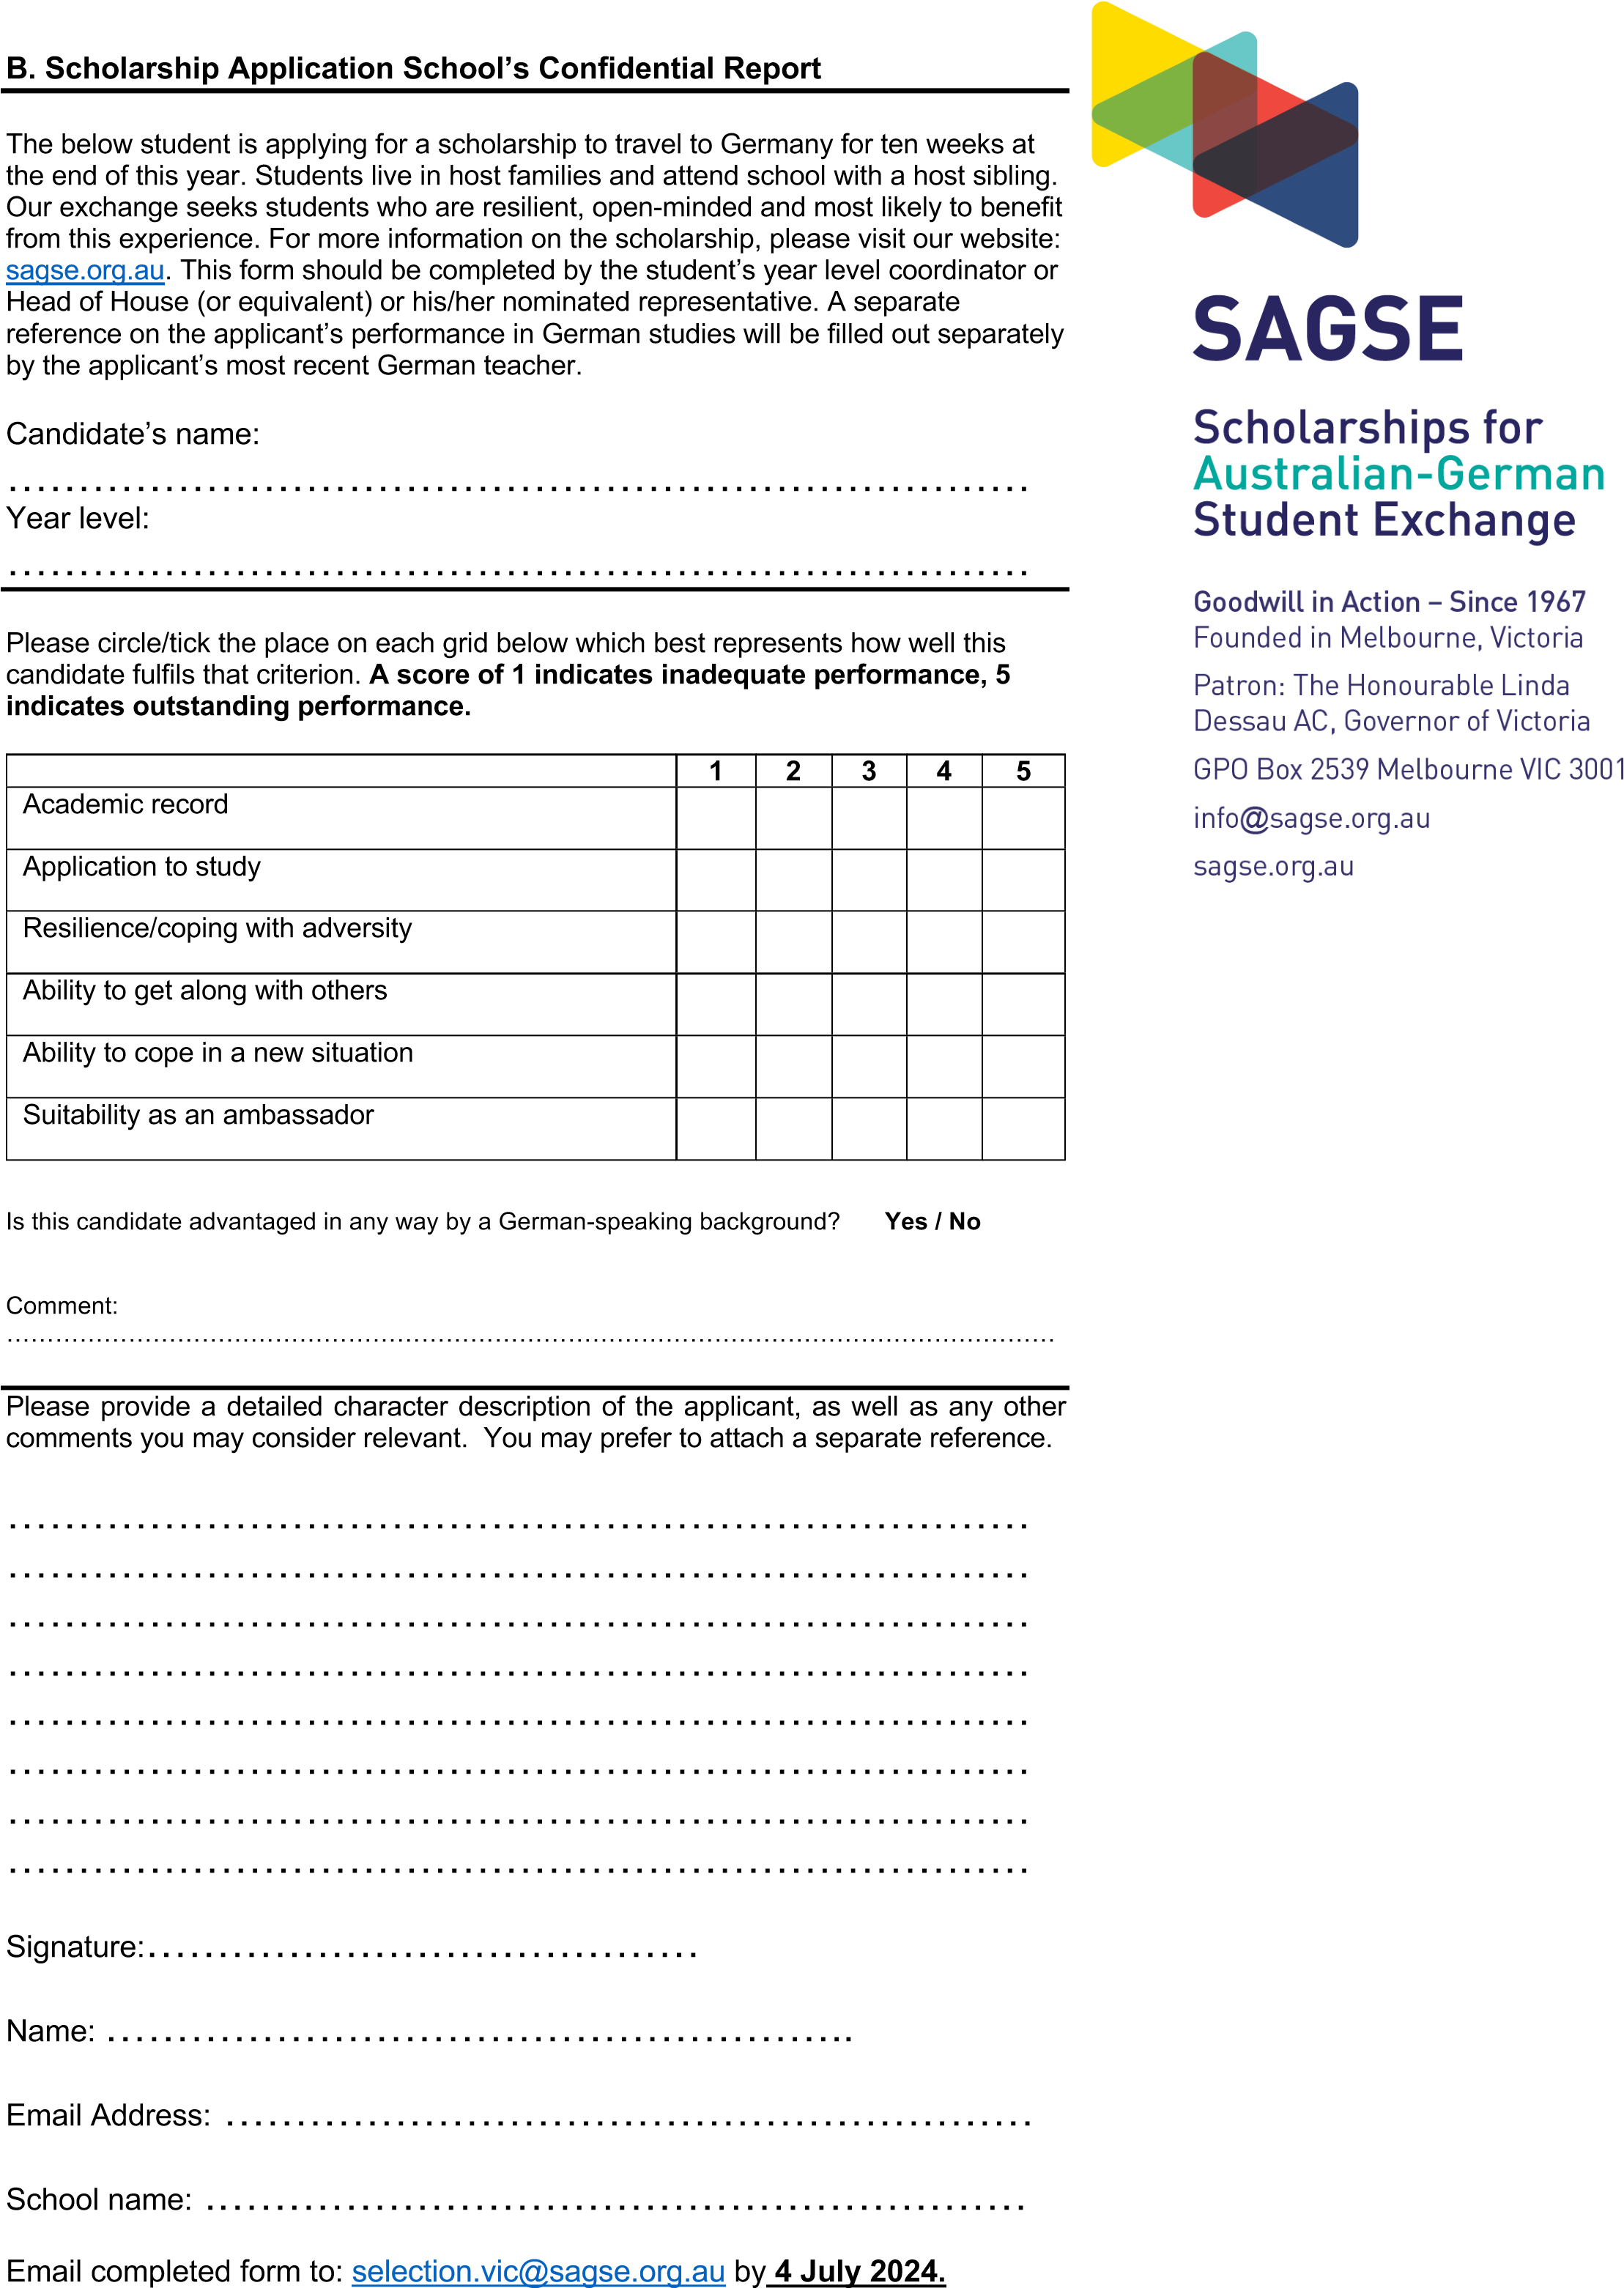 B. Scholarship Application School’s Confidential Report
The below student is applying for a scholarship to travel to Germany for ten weeks at
the end of this year. Students live in host families and attend school with a host sibling.
Our exchange seeks students who are resilient, open-minded and most likely to benefit
from this experience. For more information on the scholarship, please visit our website:
sagse.org.au. This form should be completed by the student’s year level coordinator or
Head of House (or equivalent) or his/her nominated representative. A separate
reference on the applicant’s performance in German studies will be filled out separately
by the applicant’s most recent German teacher.
Candidate’s name:
Year level:
Please circle/tick the place on each grid below which best represents how well this
candidate fulfils that criterion. A score of 1 indicates inadequate performance, 5
indicates outstanding performance.
1 2 3 4 5
Academic record
Application to study
Resilience/coping with adversity
Ability to get along with others
Ability to cope in a new situation
Suitability as an ambassador
Is this candidate advantaged in any way by a German-speaking background? Yes / No
Comment:
Please provide a detailed character description of the applicant, as well as any other
comments you may consider relevant. You may prefer to attach a separate reference.
Signature:
Name:
Email Address:
School name:
Email completed form to: selection.vic@sagse.org.au by 4 July 2024.
SAGSE
Scholarships for
Australian-German
Student Exchange
Goodwill in Action – Since 1967
Founded in Melbourne, Victoria
Patron: The Honourable Linda
Dessau AC, Governor of Victoria
GPO Box 2539 Melbourne VIC 3001
info@sagse.org.au
sagse.org.au